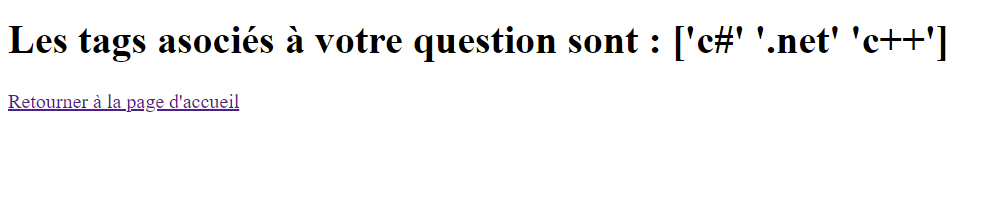 Les tags asociés à votre question sont : ['c#' '.net' 'c++']
Retourner à la page d'accueil